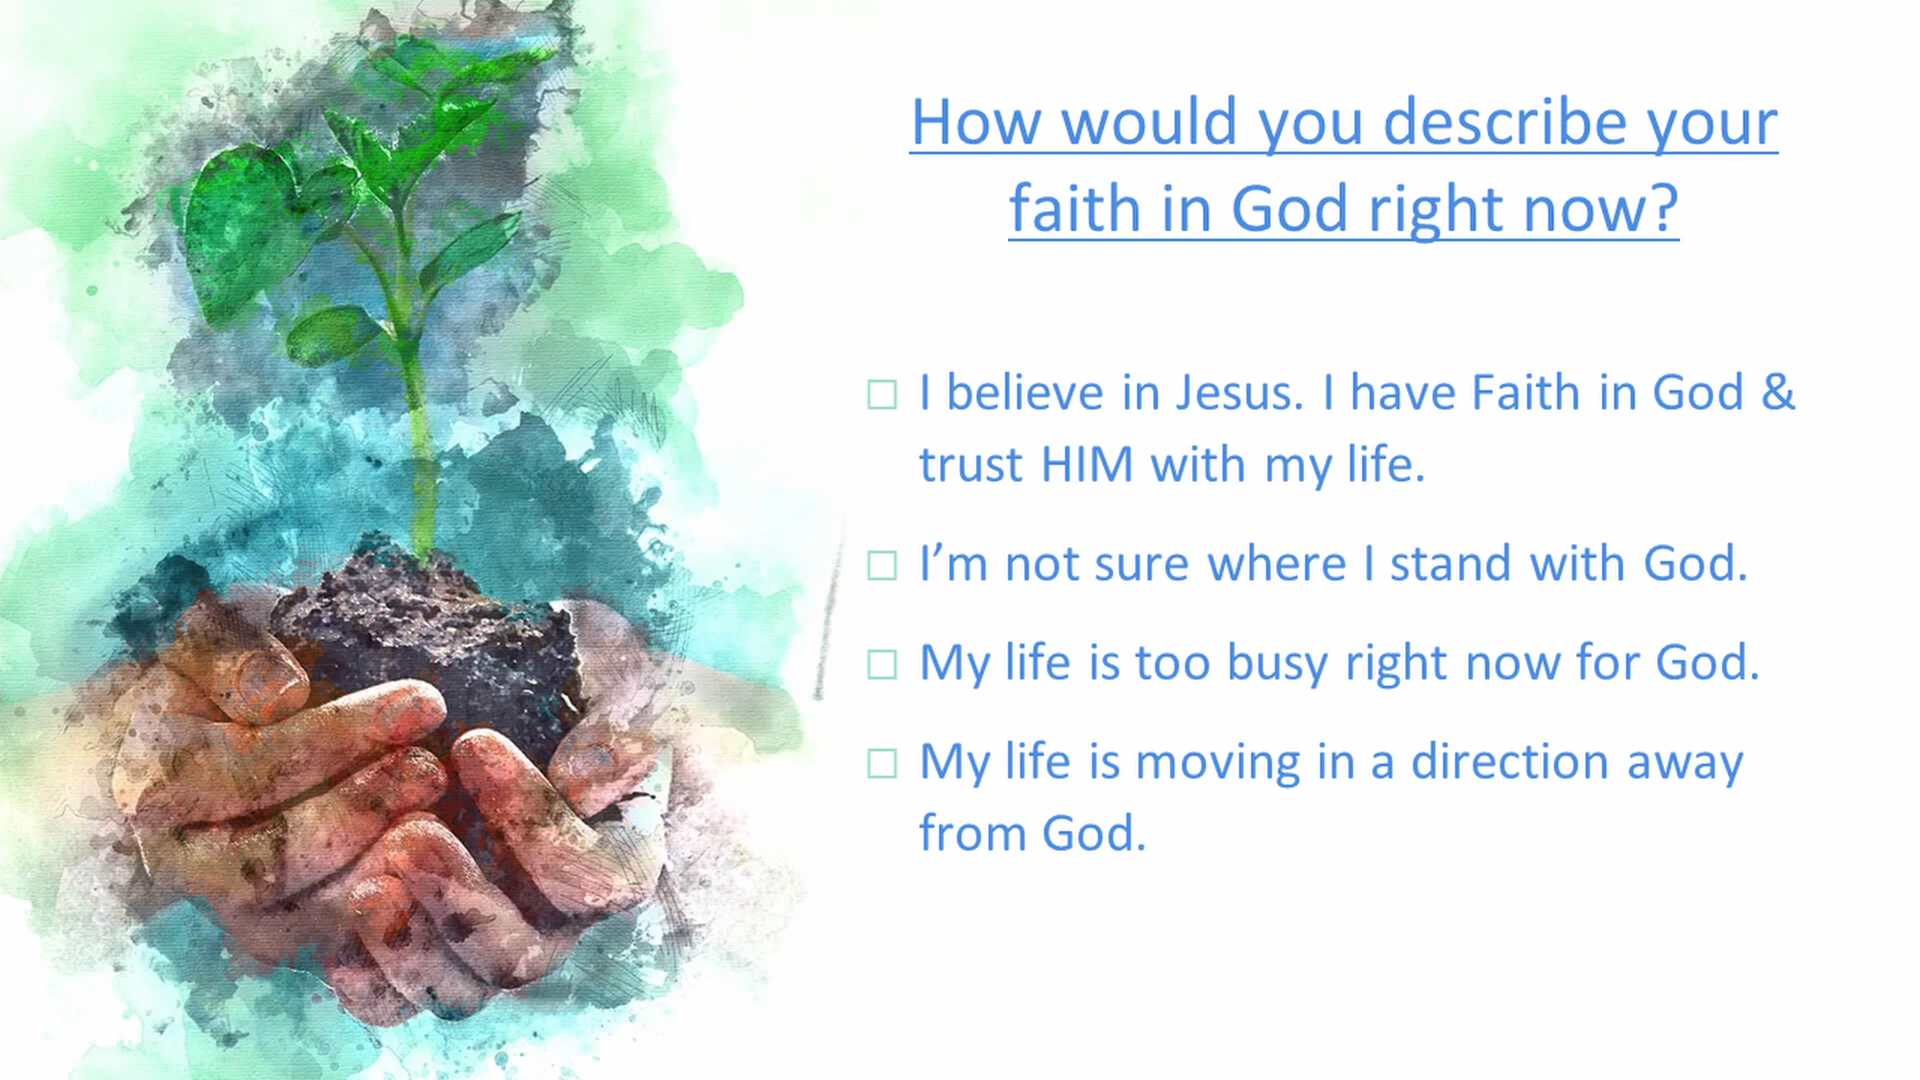 How would you describe your
faith in God right now?
I believe in Jesus. I have Faith in God &
trust HIM with my life.
I’m not sure where I stand with God.
My life is too busy right now for God.
My life is moving in a direction away
from God.